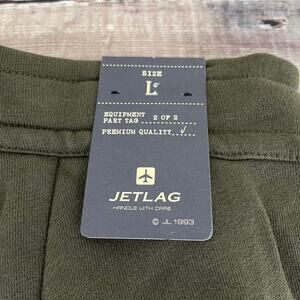 SIZE
L
EQUIPMENT
PART TAG 2 OF 2
PREMIUM QUALITY
JETLAG
HANDLE WITH CARE
© JL 1993